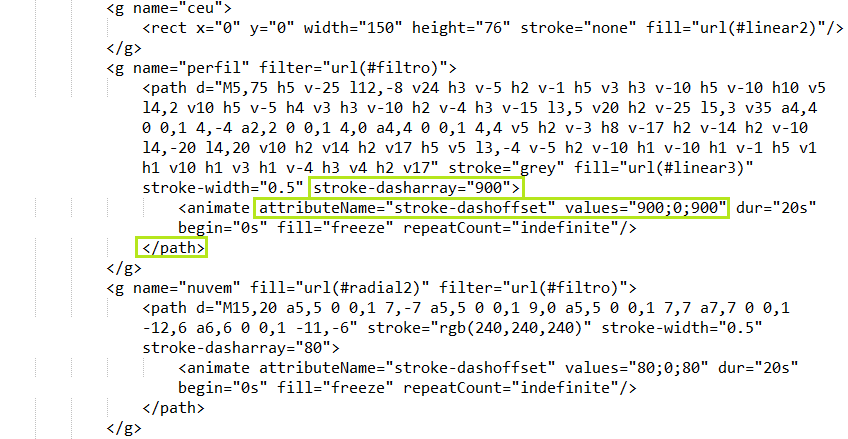 <g name="ceu">
<rect x="0" y="0" width="150" height="76" stroke="none" fill="url(#linear2)"/>
</g>
<g name="perfil" filter="url(#filtro)">
<path d="M5,75 h5 v-25 l12,-8 v24 h3 v-5 h2 v-1 h5 v3 h3 v-10 h5 v-10 h10 v5
l4,2 v10 h5 v-5 h4 v3 h3 v-10 h2 v-4 h3 v-15 l3,5 v20 h2 v-25 l5,3 v35 a4,4
0 0,1 4,-4 a2,2 0 0,1 4,0 a4,4 0 0,1 4,4 v5 h2 v-3 h8 v-17 h2 v-14 h2 v-10
l4,-20 l4,20 v10 h2 v14 h2 v17 h5 v5 l3,-4 v-5 h2 v-10 h1 v-10 h1 v-1 h5 v1
h1 v10 h1 v3 h1 v-4 h3 v4 h2 v17" stroke="grey" fill="url(#linear3)"
stroke-width="0.5" stroke-dasharray="900">
<animate attributeName="stroke-dashoffset" values="900;0;900" dur="20s"
begin="0s" fill="freeze" repeatCount="indefinite"/>
</path>
</g>
<g name="nuvem" fill="url(#radial2)" filter="url(#filtro)">
<path d="M15,20 a5,5 0 0,1 7,-7 a5,5 0 0,1 9,0 a5,5 0 0,1 7,7 a7,7 0 0,1
-12,6 a6,6 0 0,1 -11,-6" stroke="rgb(240,240,240)" stroke-width="0.5"
stroke-dasharray="80">
<animate attributeName="stroke-dashoffset" values="80;0;80" dur="20s"
begin="0s" fill="freeze" repeatCount="indefinite"/>
</path>
</g>